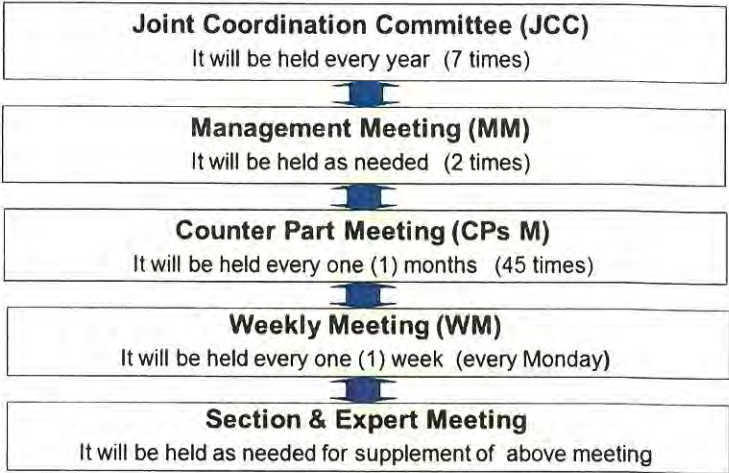 Joint Coordination Committee (JCC)
It will be held every year (7 times)
Management Meeting (MM)
It will be held as needed (2 times)
Counter Part Meeting (CPs M)
It will be held every one (1) months (45 times)
Weekly Meeting (WM)
It will be held every one (1) week (every Monday)
Section & Expert Meeting
It will be held as needed for supplement of above meeting